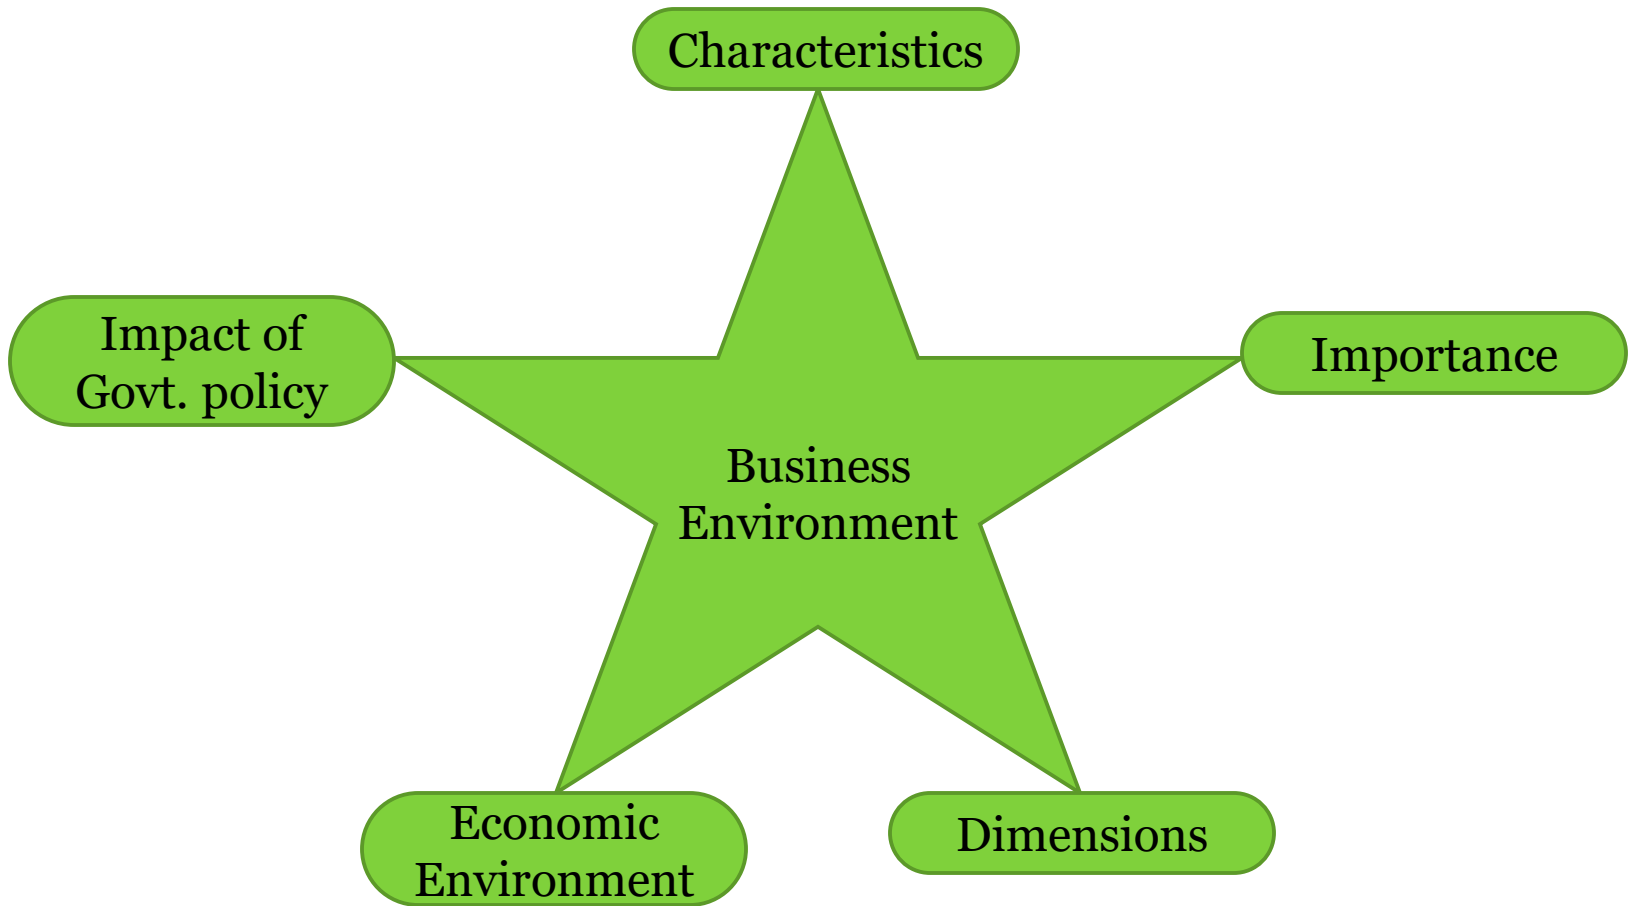 Characteristics
Impact of
Govt. policy
Importance
Business
Environment
Economic
Environment
Dimensions